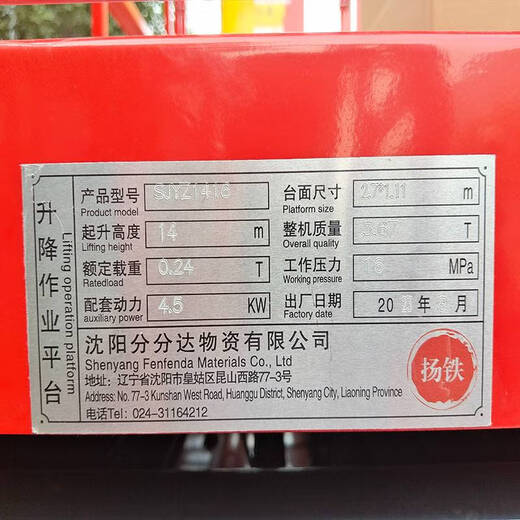 升降作业平台
Lifting operation platform
产品型号 SJYZ1418 台面尺寸 2.7*1.11 m
Product model Platform size
起升高度 14 m 整机质量 T
Lifting height Overall quality
额定载重 0.24 T 工作压力 MPa
Ratedload Working pressure
配套动力 4.5 KW 出厂日期 20 年 月
auxiliary power Factory date
沈阳分分达物资有限公司
Shenyang Fenfenda Materials Co., Ltd
地址: 辽宁省沈阳市皇姑区昆山西路77-3号
Address: No. 77-3 Kunshan West Road, Huanggu District, Shenyang City, Liaoning Province
电话Tel: 024-31164212
扬铁